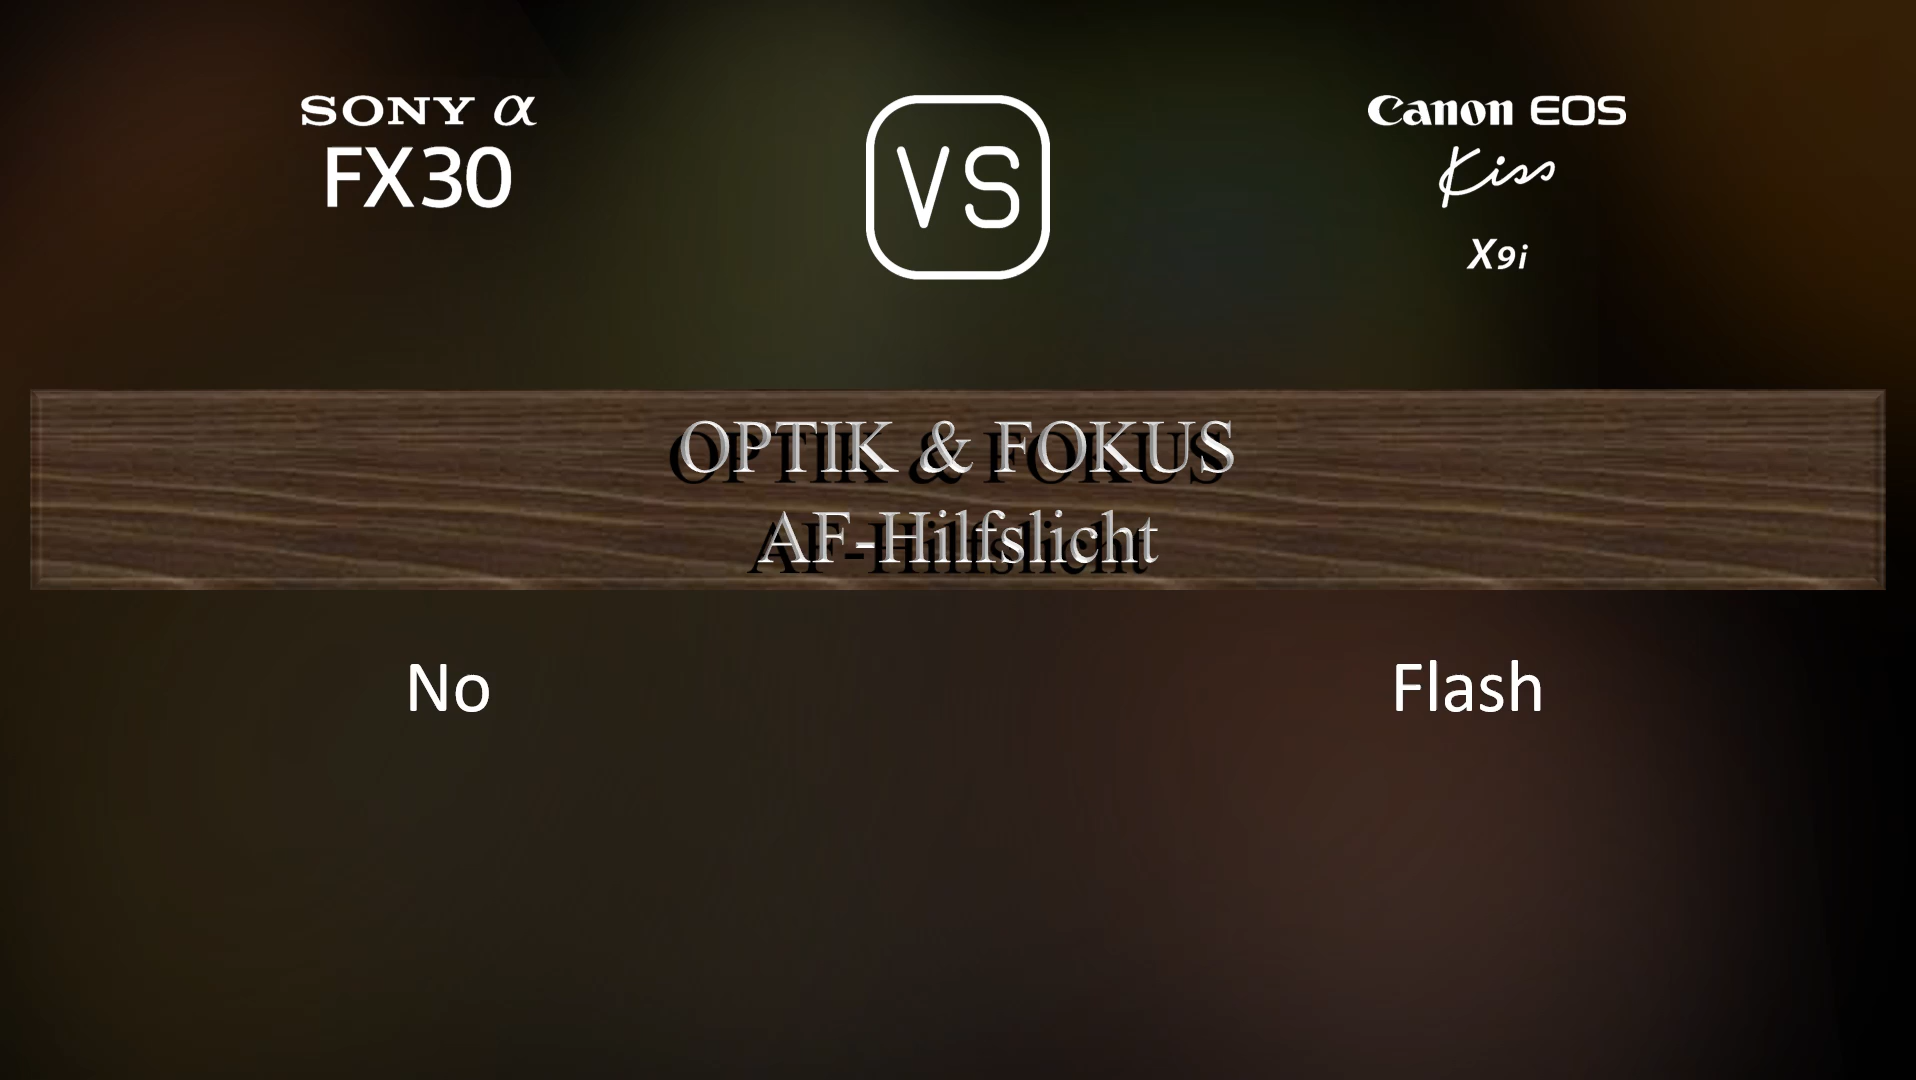 SONY α
FX30
VS
Canon EOS
Kiss
X9i
OPTIK & FOKUS
AF-Hilfslicht
No
Flash